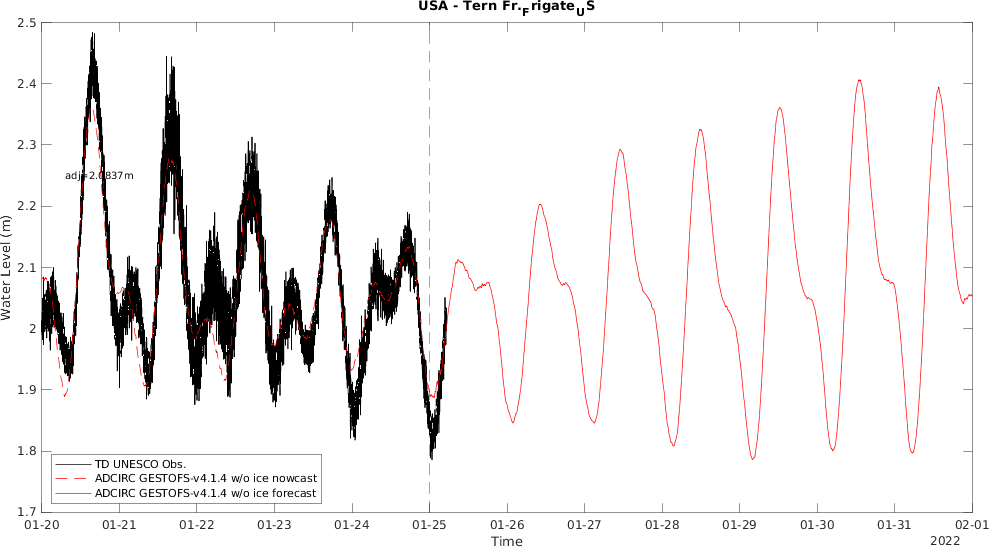 USA - Tern Fr.FrigateUS
2.5
2.4
2.3
2.2
2.1
2
1.9
1.8
1.7
Water Level (m)
adj=2.0837m
TD UNESCO Obs.
ADCIRC GESTOFS-v4.1.4 w/o ice nowcast
ADCIRC GESTOFS-v4.1.4 w/o ice forecast
01-20 01-21 01-22 01-23 01-24 01-25 01-26 01-27 01-28 01-29 01-30 01-31 02-01
Time
2022